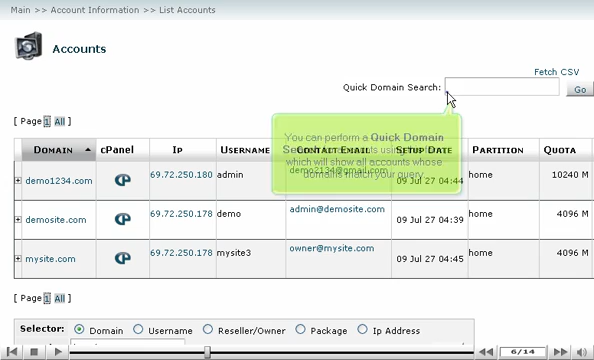 Main >> Account Information >> List Accounts
Accounts
Fetch CSV
Quick Domain Search:
Go
[ Page 1 All ]
Domain cPanel Ip Username Contact Email Setup Date Partition Quota
You can perform a Quick Domain
Search
accounts using
which will show all accounts whose
domains match your query.
demo1234.com 69.72.250.180 admin demo2134@gmail.com 09 Jul 27 04:44 home 10240 M
demosite.com 69.72.250.178 demo admin@demosite.com 09 Jul 27 04:39 home 4096 M
mysite.com 69.72.250.178 mysite3 owner@mysite.com 09 Jul 27 04:45 home 4096 M
[ Page 1 All ]
Selector: Domain Username Reseller/Owner Package Ip Address
6/14